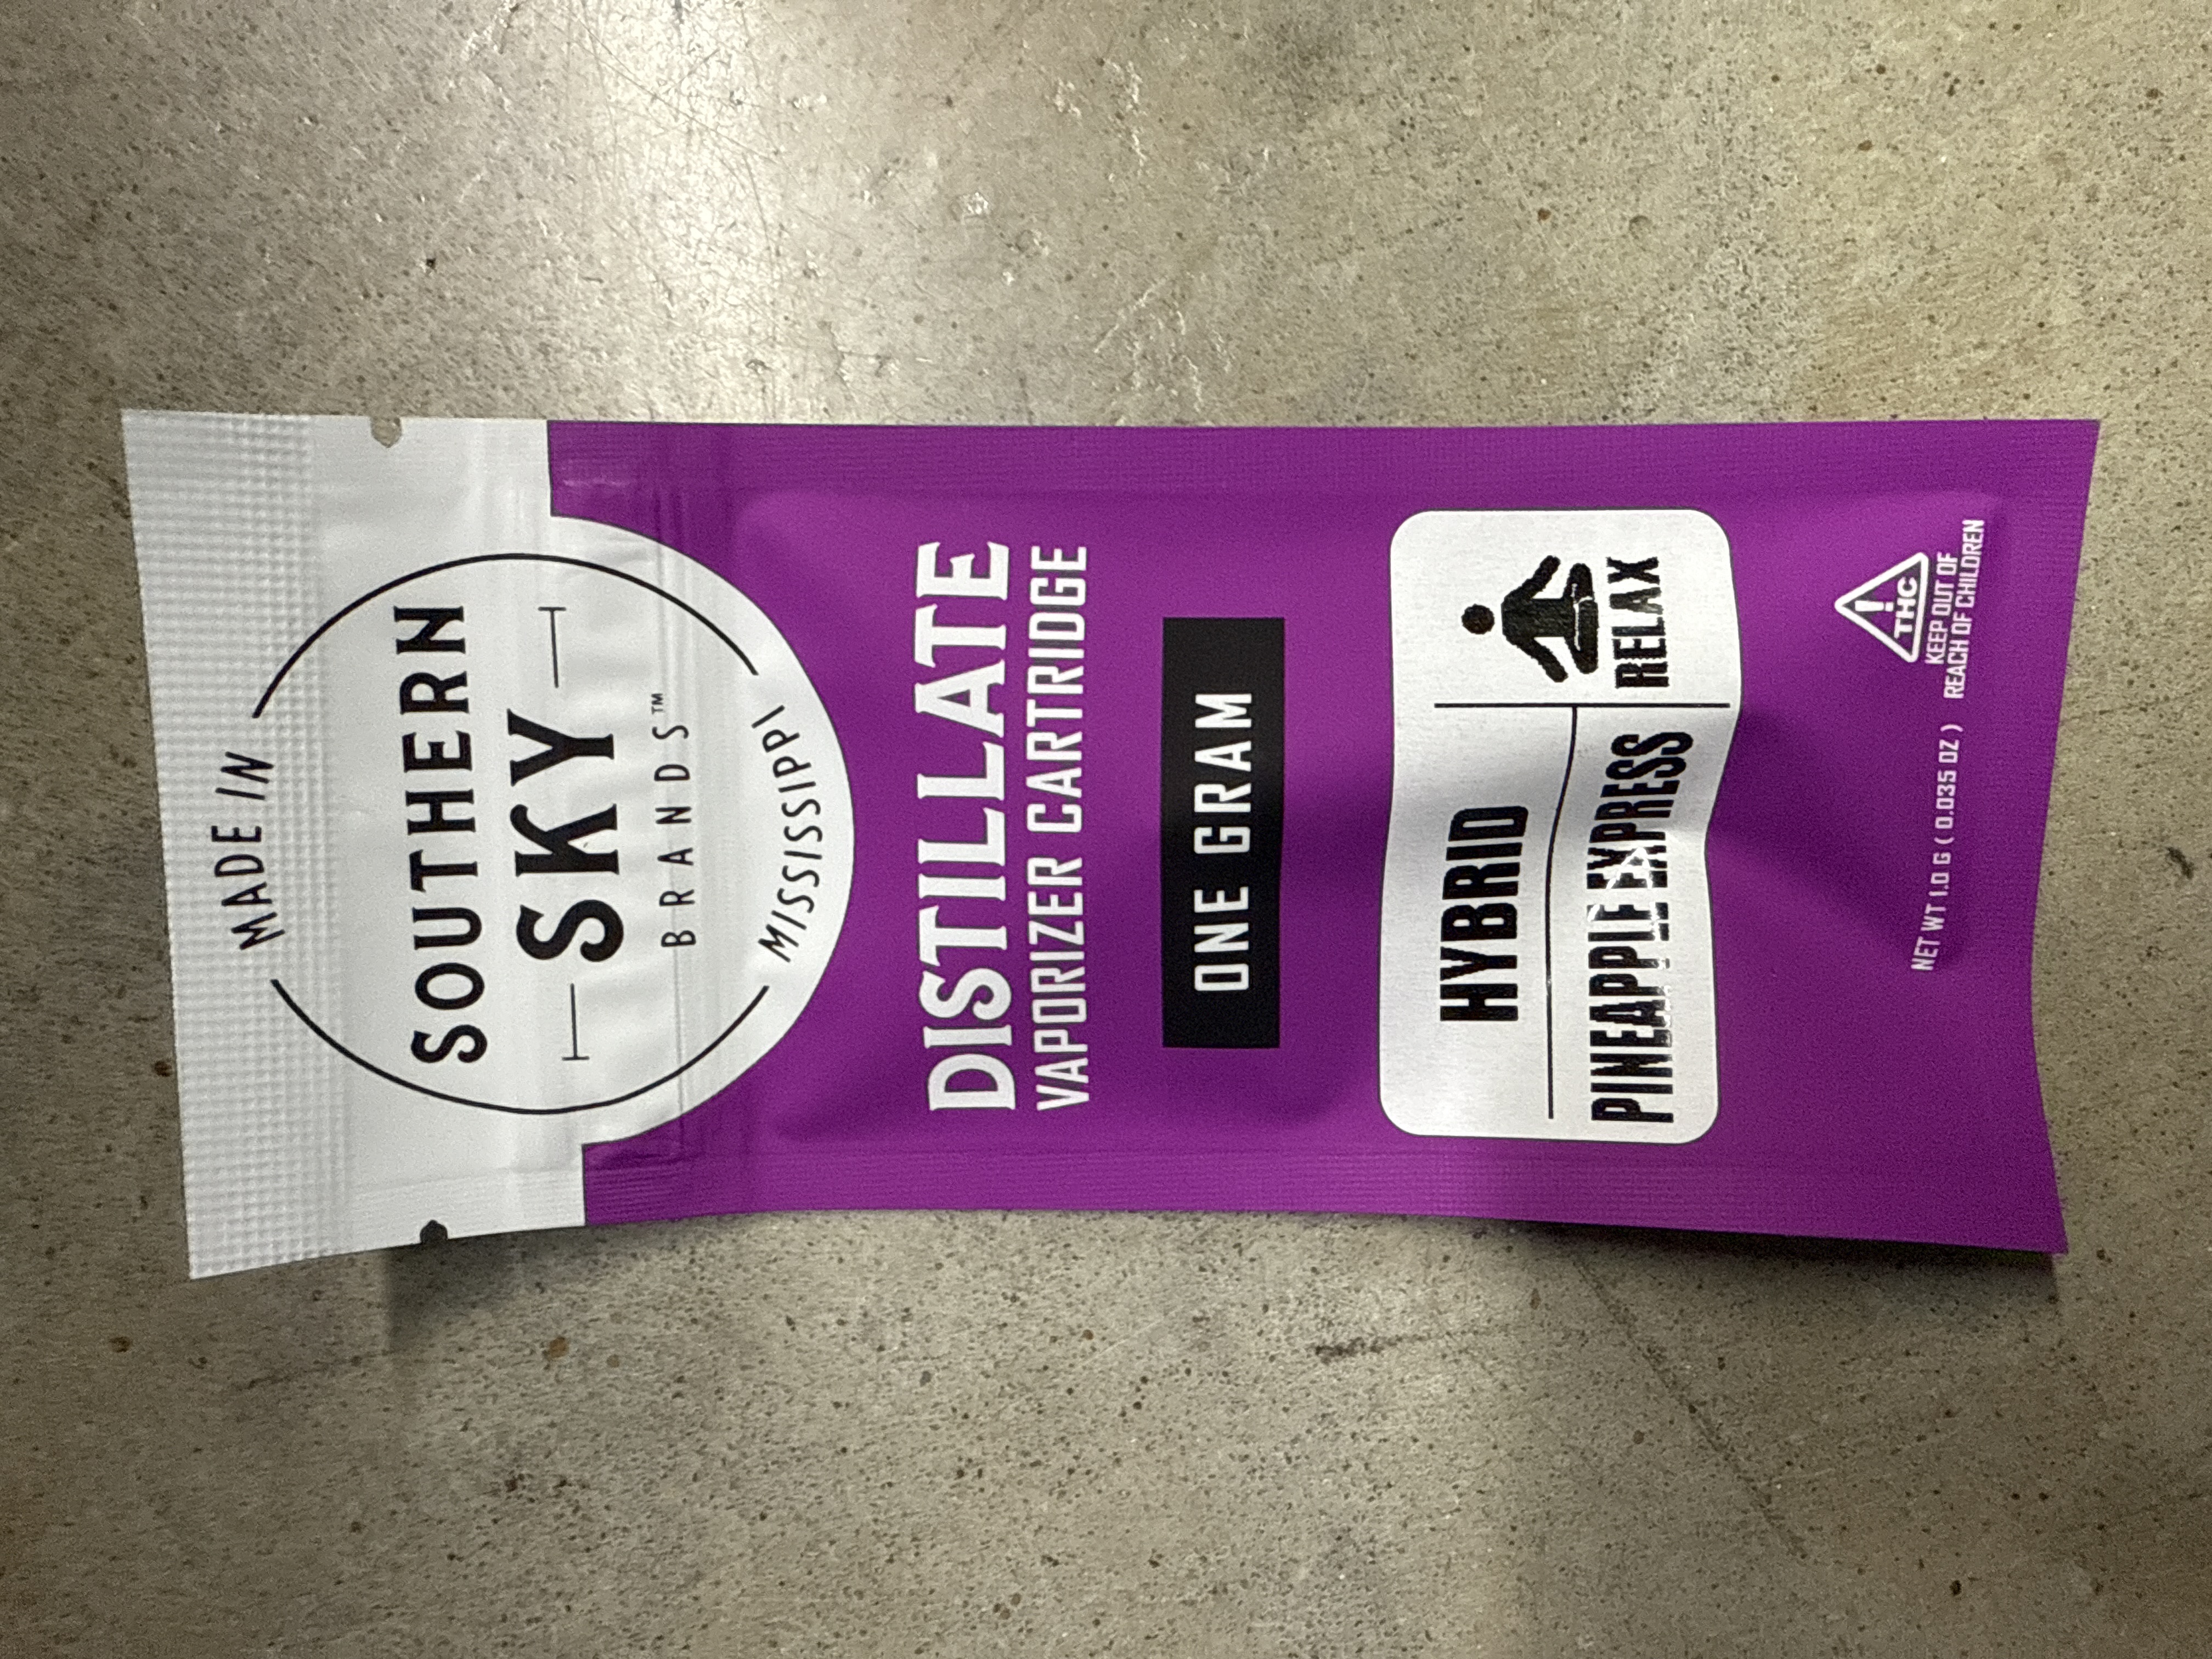 MADE IN
SOUTHERN
SKY
BRANDS™
MISSISSIPPI
DISTILLATE
VAPORIZER CARTRIDGE
ONE GRAM
HYBRID
PINEAPPLE EXPRESS
RELAX
NET WT 1.0 G ( 0.035 OZ )
! THC
KEEP OUT OF
REACH OF CHILDREN